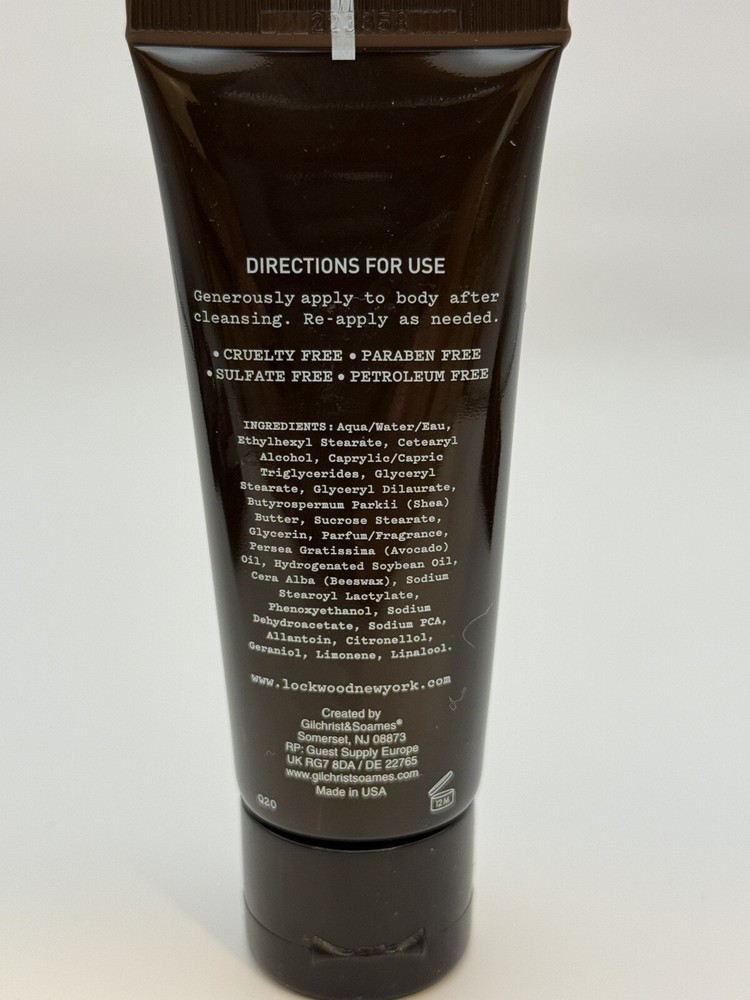 DIRECTIONS FOR USE
Generously apply to body after
cleansing. Re-apply as needed.
• CRUELTY FREE • PARABEN FREE
• SULFATE FREE • PETROLEUM FREE
INGREDIENTS: Aqua/Water/Eau,
Ethylhexyl Stearate, Cetearyl
Alcohol, Caprylic/Capric
Triglycerides, Glyceryl
Stearate, Glyceryl Dilaurate,
Butyrospermum Parkii (Shea)
Butter, Sucrose Stearate,
Glycerin, Parfum/Fragrance,
Persea Gratissima (Avocado)
Oil, Hydrogenated Soybean Oil,
Cera Alba (Beeswax), Sodium
Stearoyl Lactylate,
Phenoxyethanol, Sodium
Dehydroacetate, Sodium PCA,
Allantoin, Citronellol,
Geraniol, Limonene, Linalool.
www.lockwoodnewyork.com
Created by
Gilchrist&Soames®
Somerset, NJ 08873
RP: Guest Supply Europe
UK RG7 8DA / DE 22765
www.gilchristsoames.com
Made in USA
Q20
12M